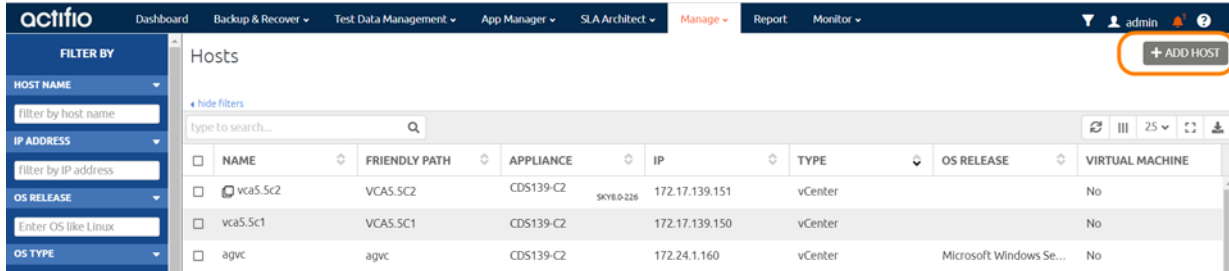 actifio Dashboard Backup & Recover Test Data Management App Manager SLA Architect Manage Report Monitor admin 1 ?
FILTER BY
Hosts
+ ADD HOST
HOST NAME
hide filters
filter by host name
type to search...
25
IP ADDRESS
filter by IP address
NAME FRIENDLY PATH APPLIANCE IP TYPE OS RELEASE VIRTUAL MACHINE
OS RELEASE
vca5.5c2 VCA5.5C2 CDS139-C2 SKY8.0-226 172.17.139.151 vCenter No
Enter OS like Linux
vca5.5c1 VCA5.5C1 CDS139-C2 172.17.139.150 vCenter No
OS TYPE
agvc agvc CDS139-C2 172.24.1.160 vCenter Microsoft Windows Se... No